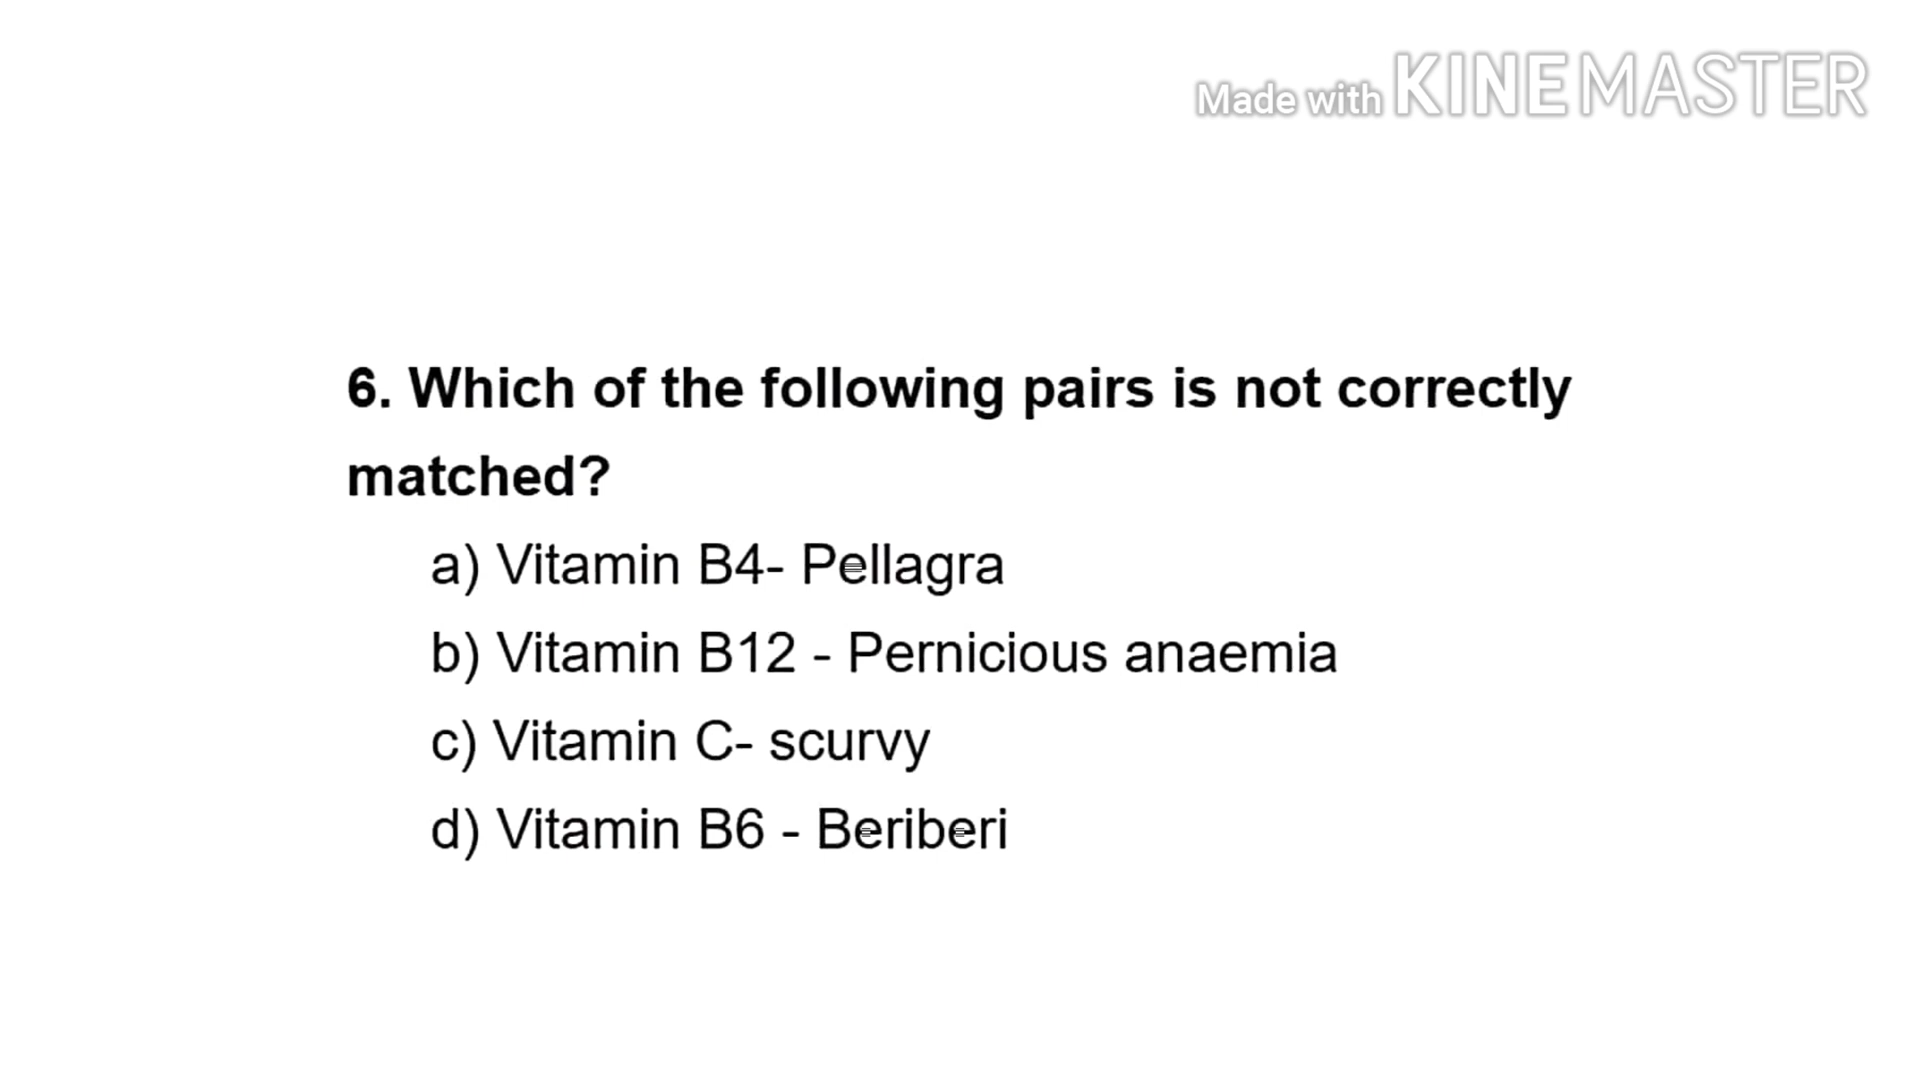 Made with KINEMASTER
6. Which of the following pairs is not correctly
matched?
a) Vitamin B4- Pellagra
b) Vitamin B12 - Pernicious anaemia
c) Vitamin C- scurvy
d) Vitamin B6 - Beriberi